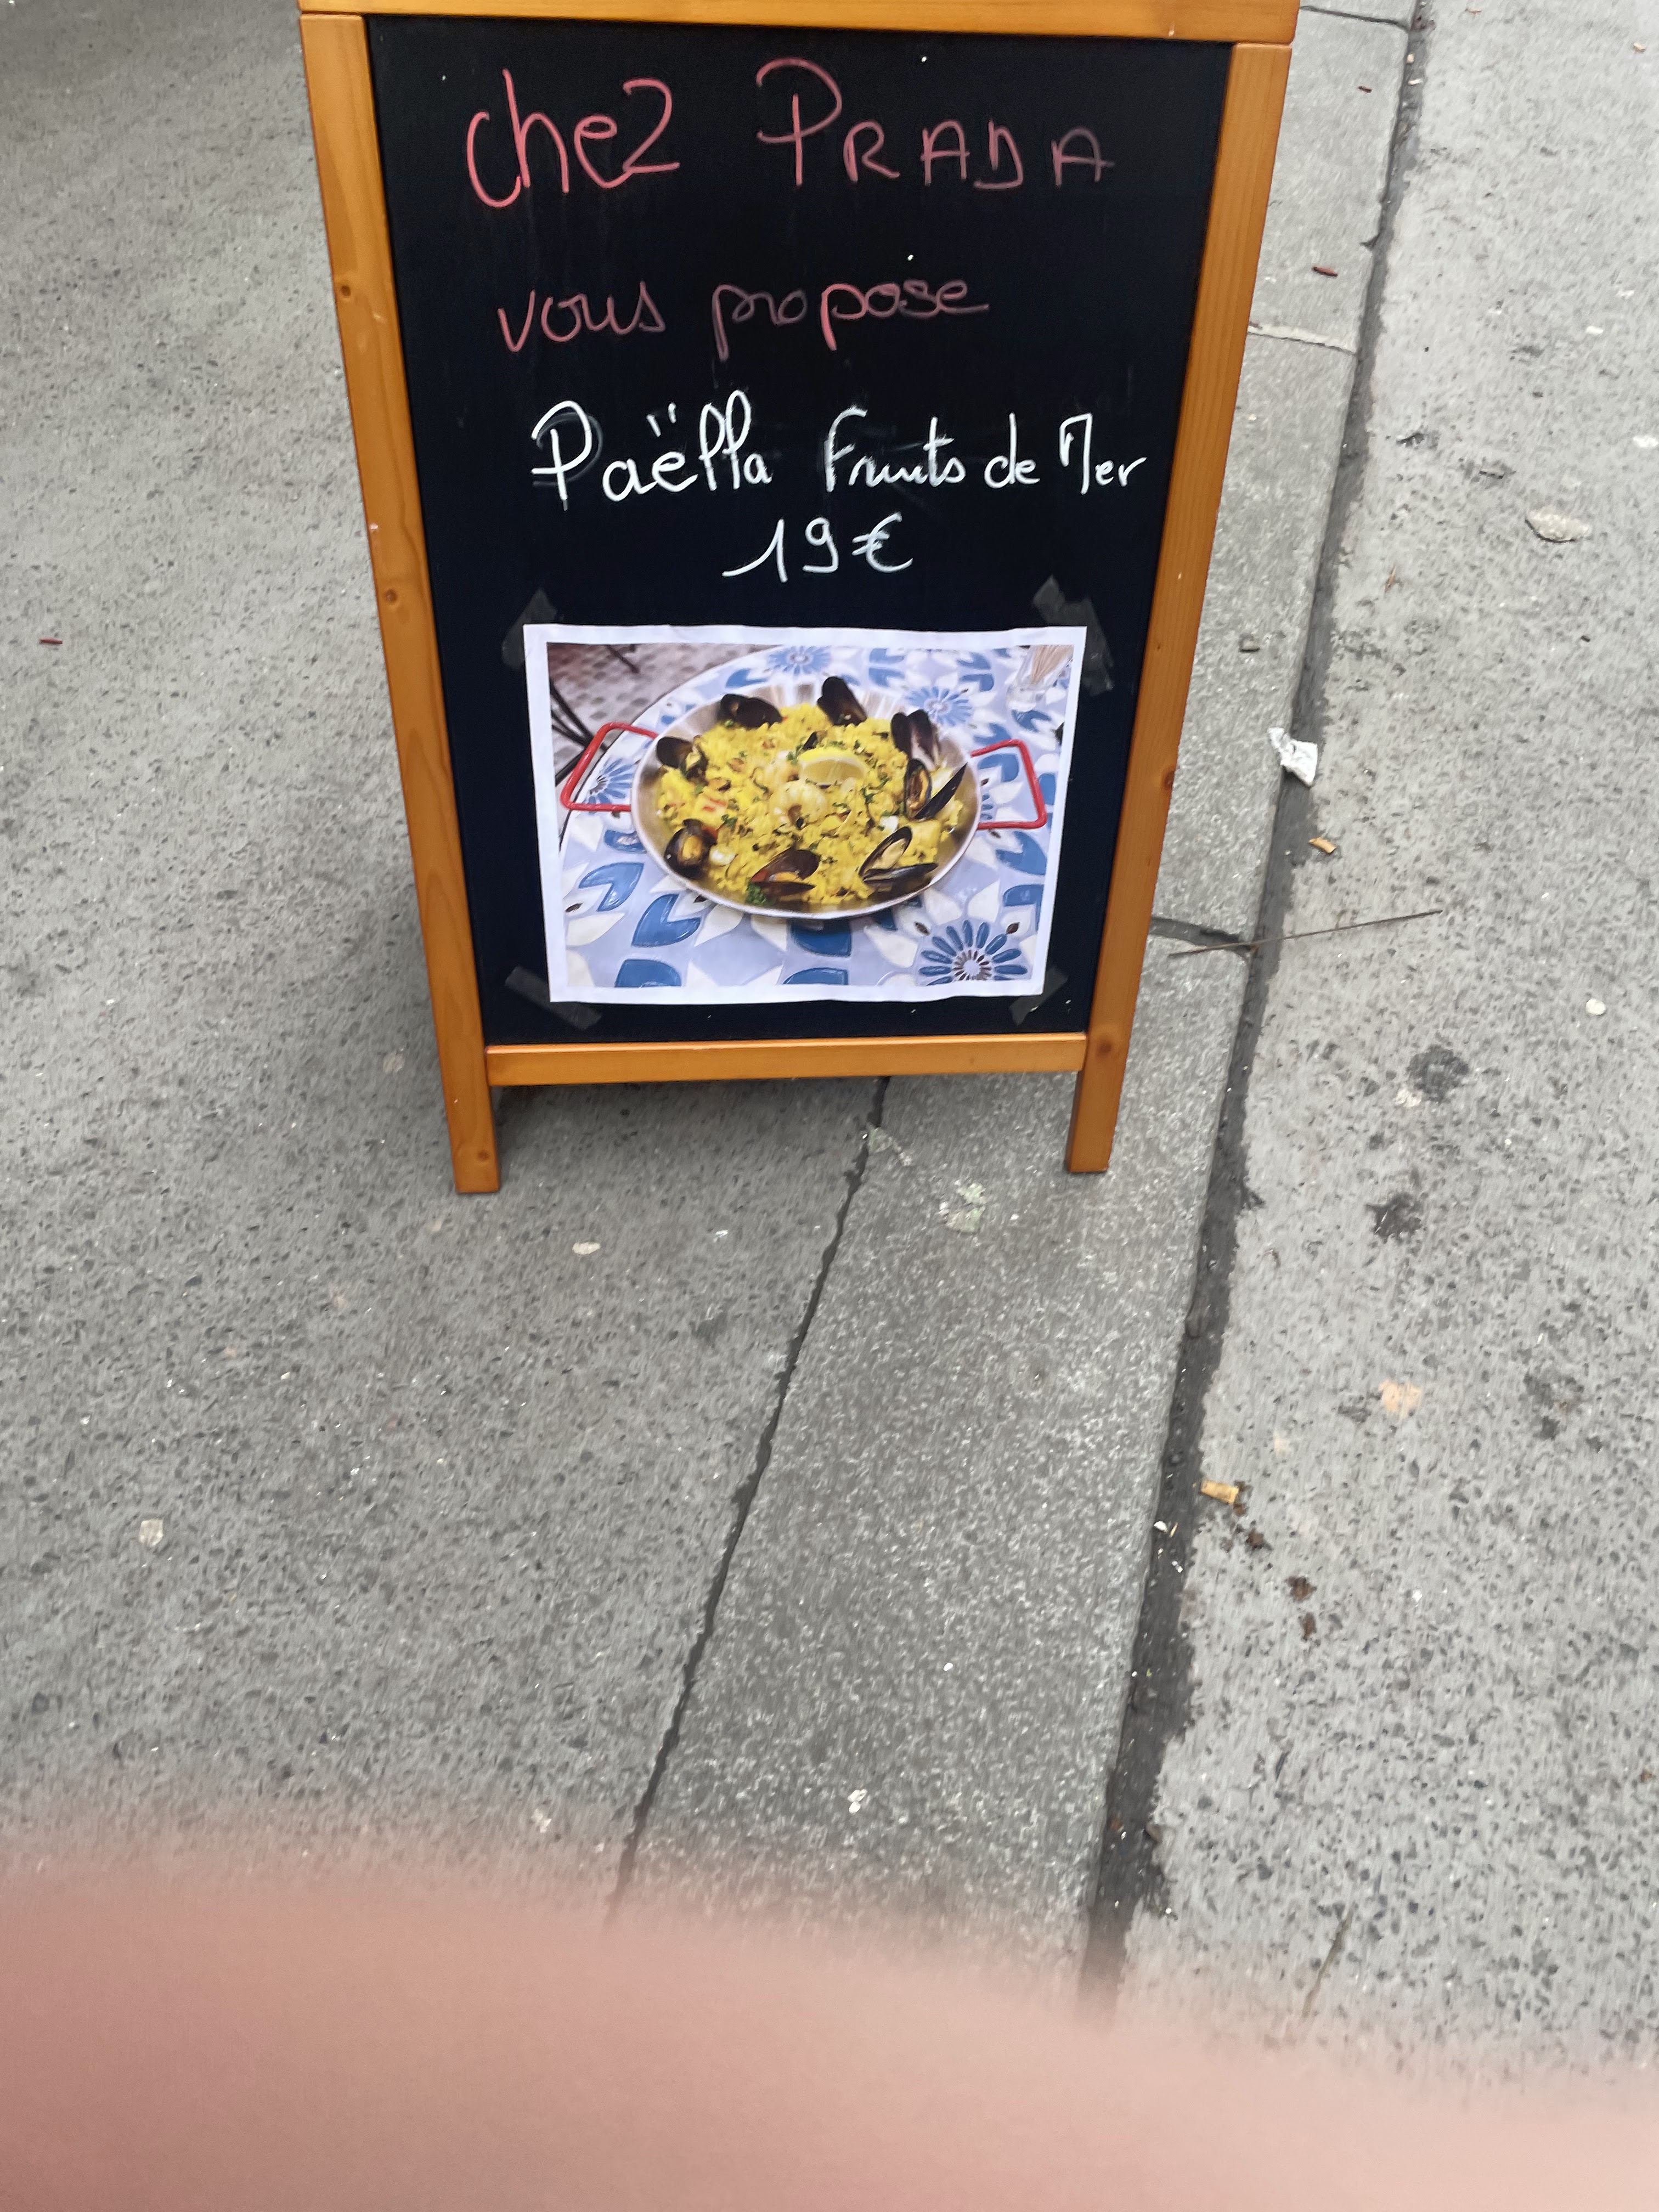 chez PRADA
vous propose
Paëlla Fruits de Mer
19€